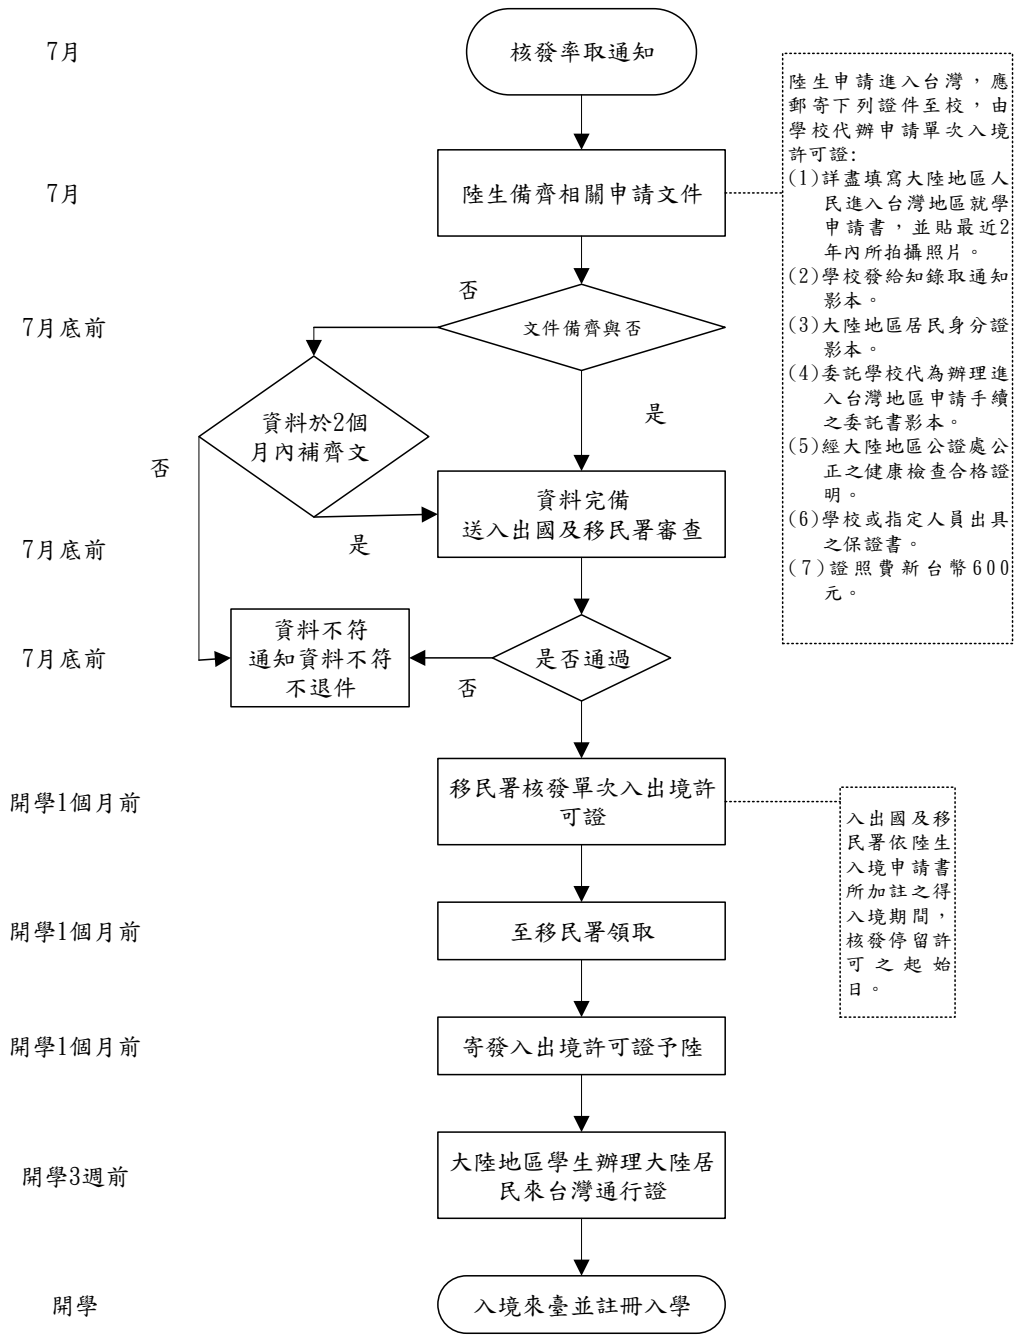 7月
核發率取通知
陸生申請進入台灣，應
郵寄下列證件至校，由
學校代辦申請單次入境
許可證:
(1)詳盡填寫大陸地區人
民進入台灣地區就學
申請書，並貼最近2
年內所拍攝照片。
(2)學校發給知錄取通知
影本。
(3)大陸地區居民身分證
影本。
(4)委託學校代為辦理進
入台灣地區申請手續
之委託書影本。
(5)經大陸地區公證處公
正之健康檢查合格證
明。
(6)學校或指定人員出具
之保證書。
(7)證照費新台幣600
元。
7月
陸生備齊相關申請文件
7月底前
否
文件備齊與否
是
資料於2個
月內補齊文
否
是
7月底前
資料完備
送入出國及移民署審查
7月底前
資料不符
通知資料不符
不退件
否
是否通過
開學1個月前
移民署核發單次入出境許
可證
入出國及移
民署依陸生
入境申請書
所加註之得
入境期間，
核發停留許
可之起始
日。
開學1個月前
至移民署領取
開學1個月前
寄發入出境許可證予陸
開學3週前
大陸地區學生辦理大陸居
民來台灣通行證
開學
入境來臺並註冊入學